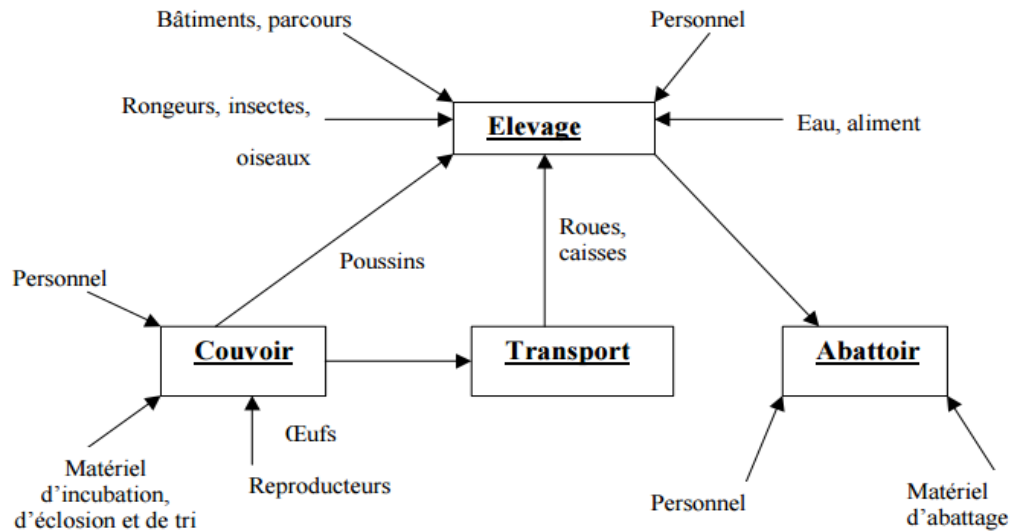 Bâtiments, parcours
Personnel
Rongeurs, insectes,
oiseaux
Elevage
Eau, aliment
Roues,
caisses
Poussins
Personnel
Couvoir
Transport
Abattoir
Œufs
Matériel
d'incubation,
d'éclosion et de tri
Reproducteurs
Personnel
Matériel
d'abattage